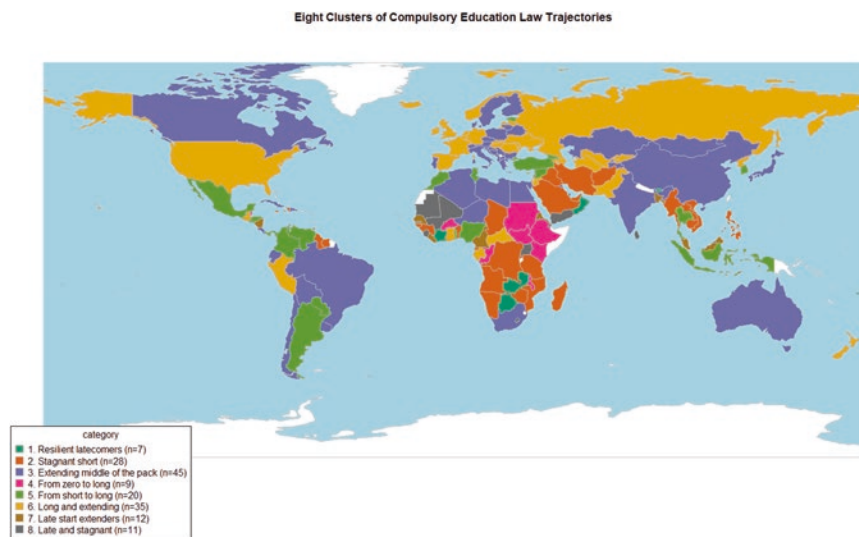 Eight Clusters of Compulsory Education Law Trajectories
category
1. Resilient latecomers (n=7)
2. Stagnant short (n=28)
3. Extending middle of the pack (n=45)
4. From zero to long (n=9)
5. From short to long (n=20)
6. Long and extending (n=35)
7. Late start extenders (n=12)
8. Late and stagnant (n=11)